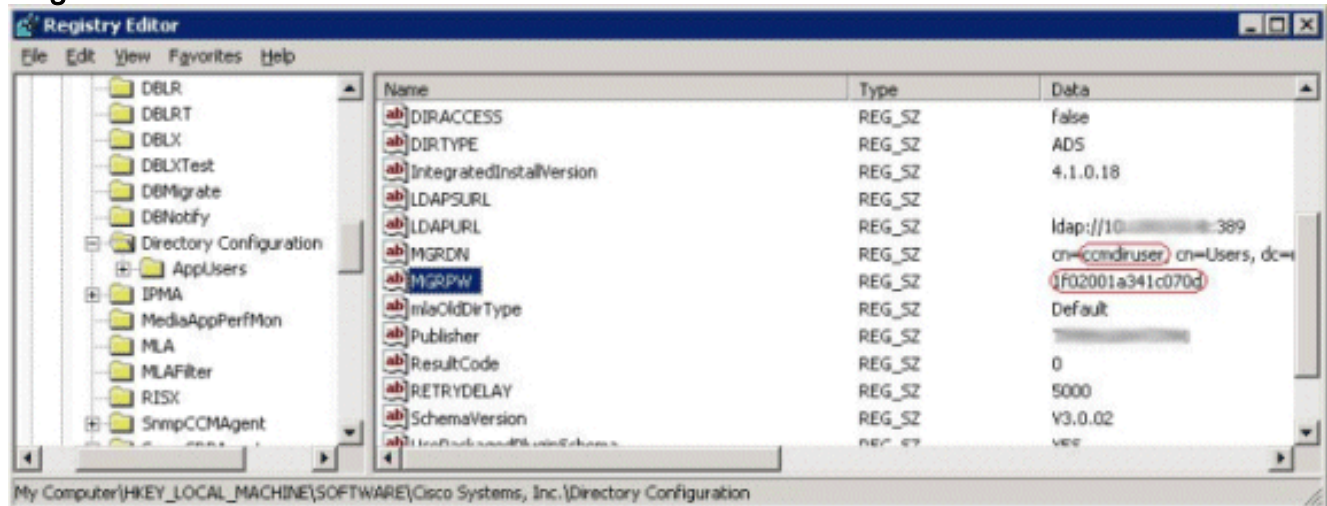 Registry Editor
File Edit View Favorites Help
DBLR
DBLRT
DBLX
DBLXTest
DBMigrate
DBNotify
Directory Configuration
AppUsers
IPMA
MediaAppPerfMon
MLA
MLAFilter
RISX
SnmpCCMAgent
Name Type Data
DIRACCESS REG_SZ false
DIRTYPE REG_SZ ADS
IntegratedInstallVersion REG_SZ 4.1.0.18
LDAPSURL REG_SZ
LDAPURL REG_SZ ldap://10 :389
MGRDN REG_SZ cn=ccmdiruser, cn=Users, dc=
MGRPW REG_SZ 1f02001a341c070d
mlaOldDirType REG_SZ Default
Publisher REG_SZ
ResultCode REG_SZ 0
RETRYDELAY REG_SZ 5000
SchemaVersion REG_SZ V3.0.02
UsePackagedPluginSchema REG_SZ YES
My Computer\HKEY_LOCAL_MACHINE\SOFTWARE\Cisco Systems, Inc.\Directory Configuration